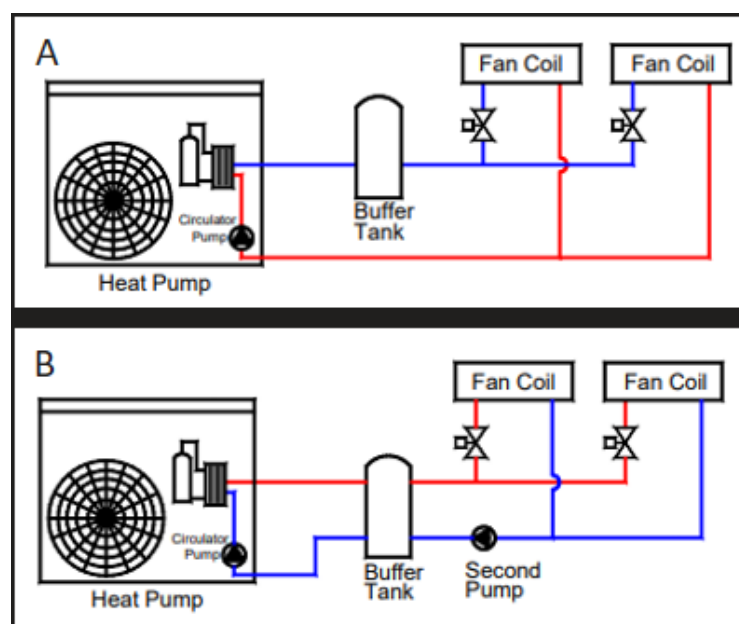 A
Fan Coil
Fan Coil
Circulator
Pump
Buffer
Tank
Heat Pump
B
Fan Coil
Fan Coil
Circulator
Pump
Buffer
Tank
Second
Pump
Heat Pump